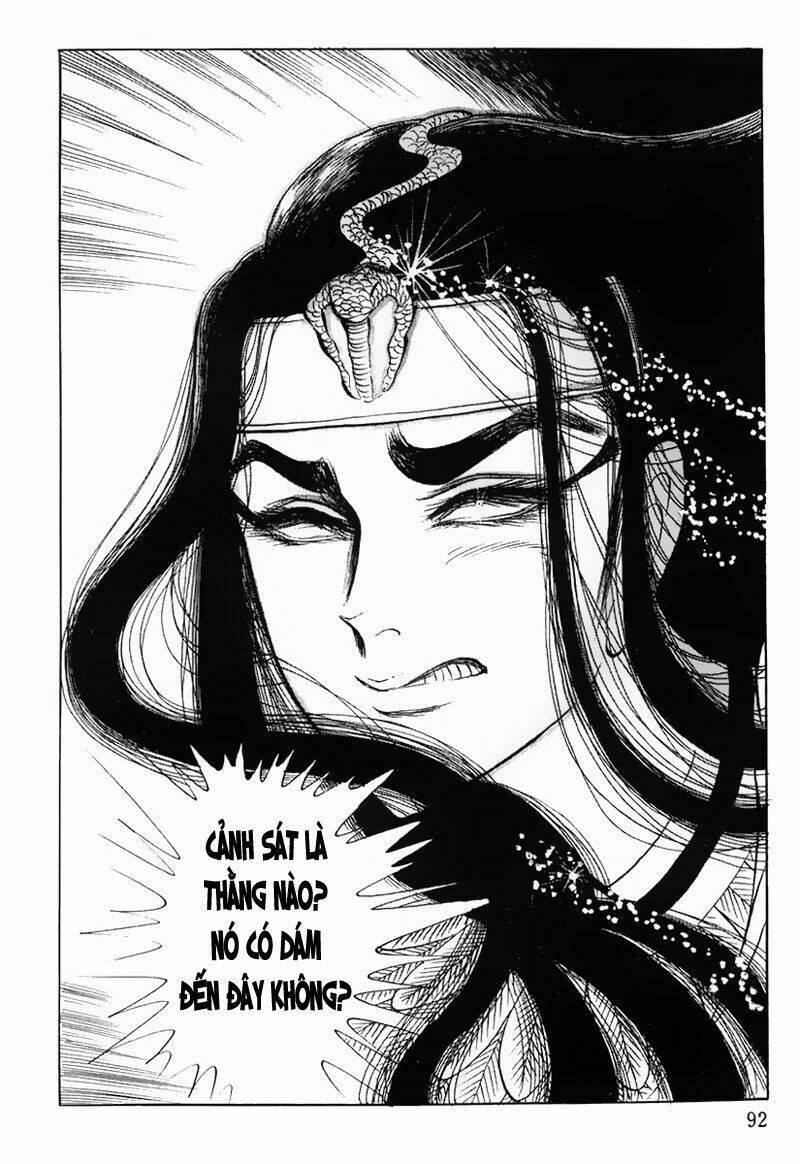 CẢNH SÁT LÀ
THẰNG NÀO?
NÓ CÓ DÁM
ĐẾN ĐÂY KHÔNG?
92